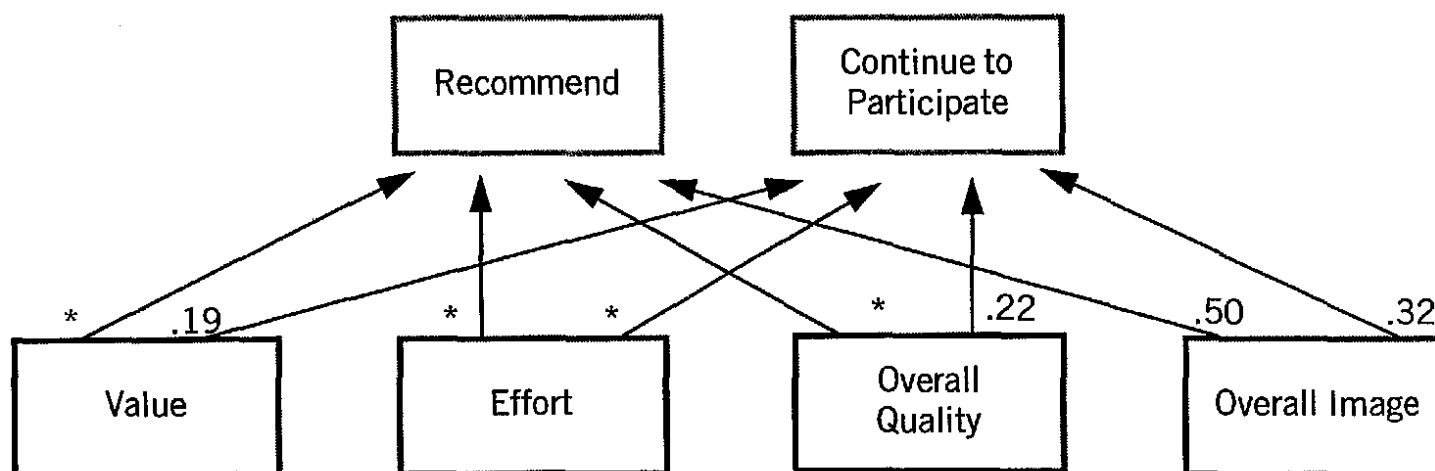 Recommend
Continue to
Participate
* .19 * * * .22 .50 .32
Value
Effort
Overall
Quality
Overall Image